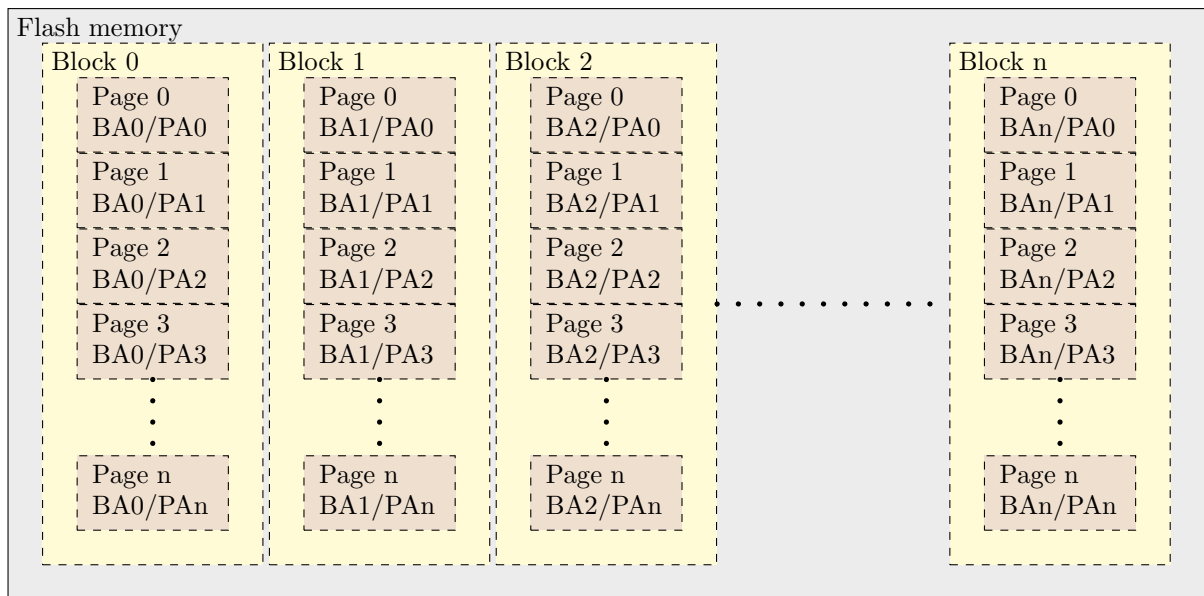 Flash memory
Block 0
Page 0
BA0/PA0
Page 1
BA0/PA1
Page 2
BA0/PA2
Page 3
BA0/PA3
Page n
BA0/PAn
Block 1
Page 0
BA1/PA0
Page 1
BA1/PA1
Page 2
BA1/PA2
Page 3
BA1/PA3
Page n
BA1/PAn
Block 2
Page 0
BA2/PA0
Page 1
BA2/PA1
Page 2
BA2/PA2
Page 3
BA2/PA3
Page n
BA2/PAn
Block n
Page 0
BAn/PA0
Page 1
BAn/PA1
Page 2
BAn/PA2
Page 3
BAn/PA3
Page n
BAn/PAn